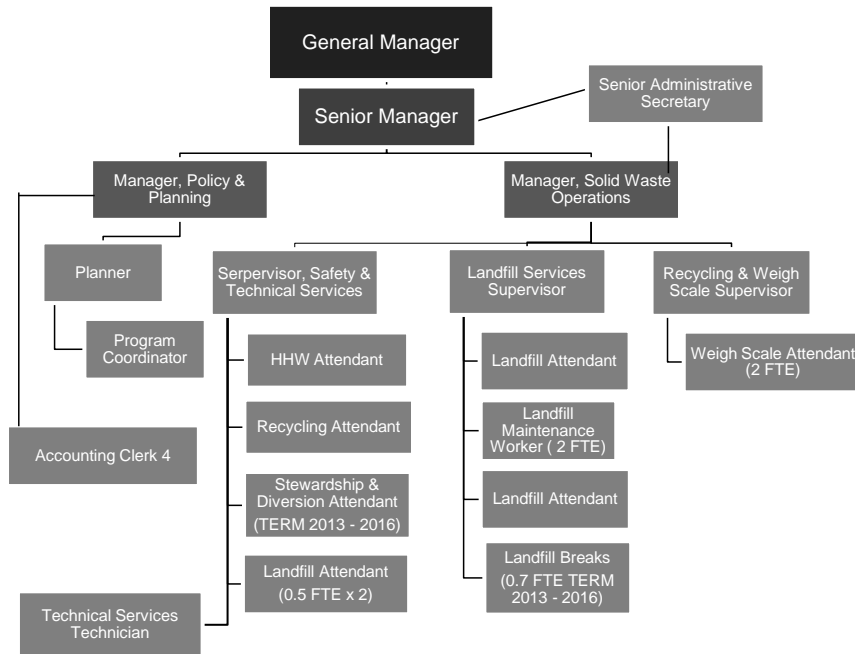 General Manager
Senior Manager
Senior Administrative
Secretary
Manager, Policy &
Planning
Manager, Solid Waste
Operations
Planner
Serpervisor, Safety &
Technical Services
Landfill Services
Supervisor
Recycling & Weigh
Scale Supervisor
Program
Coordinator
HHW Attendant
Landfill Attendant
Weigh Scale Attendant
(2 FTE)
Accounting Clerk 4
Recycling Attendant
Landfill
Maintenance
Worker ( 2 FTE)
Stewardship &
Diversion Attendant
(TERM 2013 - 2016)
Landfill Attendant
Landfill Attendant
(0.5 FTE x 2)
Landfill Breaks
(0.7 FTE TERM
2013 - 2016)
Technical Services
Technician